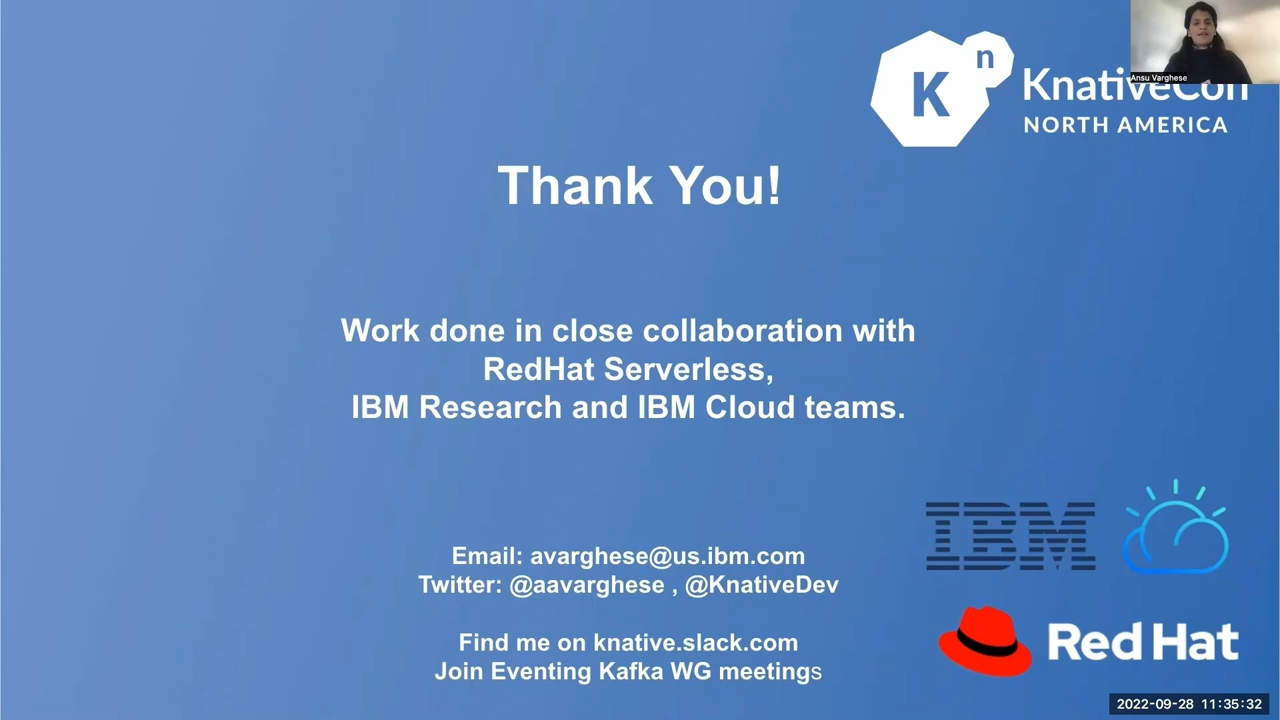 K
n
Ansu Varghese
KnativeCon
NORTH AMERICA
Thank You!
Work done in close collaboration with
RedHat Serverless,
IBM Research and IBM Cloud teams.
Email: avarghese@us.ibm.com
Twitter: @aavarghese , @KnativeDev
Find me on knative.slack.com
Join Eventing Kafka WG meetings
IBM
Red Hat
2022-09-28 11:35:32